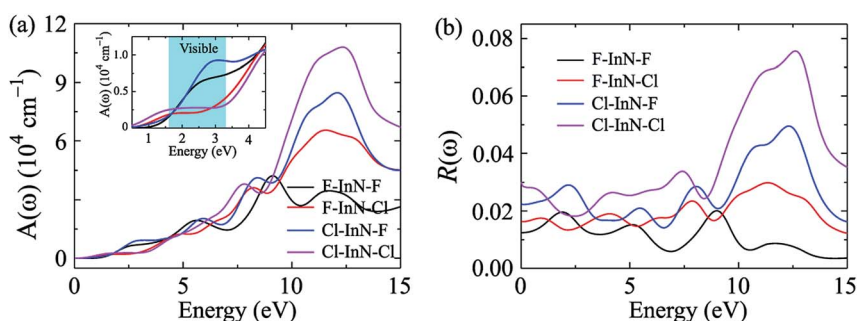 (a)
A(ω) (10⁴ cm⁻¹)
12
9
6
3
0
0
5
10
15
Energy (eV)
Visible
A(ω) (10⁴ cm⁻¹)
1.0
0.5
0.0
1
2
3
4
Energy (eV)
F-InN-F
F-InN-Cl
Cl-InN-F
Cl-InN-Cl
(b)
R(ω)
0.08
0.06
0.04
0.02
0.00
0
5
10
15
Energy (eV)
F-InN-F
F-InN-Cl
Cl-InN-F
Cl-InN-Cl